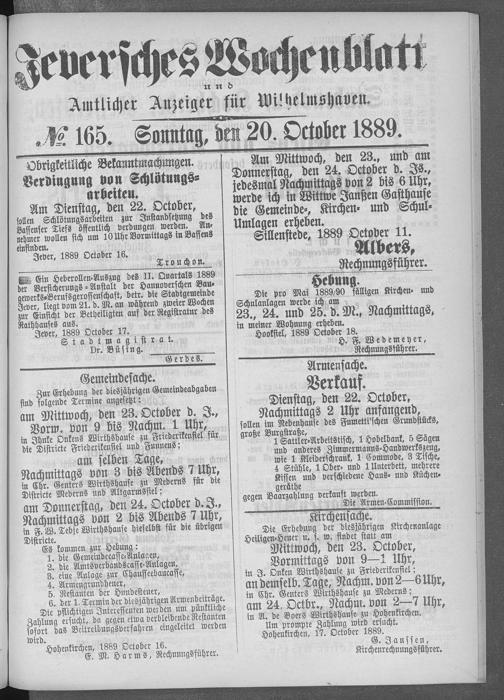 Jeversches Wochenblatt
und
Amtlicher Anzeiger für Wilhelmshaven.
№ 165. Sonntag, den 20. October 1889.
Obrigkeitliche Bekanntmachungen.
Verdingung von Schlötungs-
arbeiten.
Am Dienstag, den 22. October,
sollen Schlötungsarbeiten zur Instandsetzung des
Bassenser Tiefs öffentlich verdungen werden. An-
nehmer wollen sich um 10 Uhr Vormittags in Bassens
einfinden.
Jever, 1889 October 16.
Trouchon.
Ein Heberollen-Auszug des II. Quartals 1889
der Versicherungs-Anstalt der Hannoverschen Bau-
gewerks-Berufsgenossenschaft, betr. die Stadtgemeinde
Jever, liegt vom 21. d. M. an während zweier Wochen
zur Einsicht der Betheiligten auf der Registratur des
Rathhauses aus.
Jever, 1889 October 17.
Stadtmagistrat.
Dr. Büsing.
Gerdes.
Gemeindesache.
Zur Erhebung der diesjährigen Gemeindeabgaben
sind folgende Termine angesetzt:
am Mittwoch, den 23. October d. J.,
Vorm. von 9 bis Nachm. 1 Uhr,
in Ihnke Onkens Wirthshause zu Friederikensiel für
die Districte Friederikensiel und Funnens;
am selben Tage,
Nachmittags von 3 bis Abends 7 Uhr,
in Chr. Genters Wirthshause zu Mederns für die
Districte Mederns und Altgarmssiel;
am Donnerstag, den 24. October d. J.,
Nachmittags von 2 bis Abends 7 Uhr,
in F. W. Tebje Wirthshause hieselbst für die übrigen
Districte.
Es kommen zur Hebung:
1. die Gemeindecasse-Anlagen,
2. die Amtsverbandscasse-Anlagen,
3. eine Anlage zur Chausseebaucasse,
4. Armengrundheuer,
5. Restanten der Hundesteuer,
6. der 1. Termin der diesjährigen Armenbeiträge.
Die pflichtigen Interessenten werden um pünktliche
Zahlung ersucht, da gegen etwa verbleibende Restanten
sofort das Beitreibungsverfahren eingeleitet werden
wird.
Hohenkirchen, 1889 October 16.
E. M. Harms, Rechnungsführer.
Am Mittwoch, den 23., und am
Donnerstag, den 24. October d. Js.,
jedesmal Nachmittags von 2 bis 6 Uhr,
werde ich in Wittwe Janßen Gasthause
die Gemeinde-, Kirchen- und Schul-
Umlagen erheben.
Sillenstede, 1889 October 11.
Albers,
Rechnungsführer.
Hebung.
Die pro Mai 1889/90 fälligen Kirchen- und
Schulanlagen werde ich am
23., 24. und 25. d. M., Nachmittags,
in meiner Wohnung erheben.
Hooksiel, 1889 October 18.
H. F. Wedemeyer,
Rechnungsführer.
Armensache.
Verkauf.
Dienstag, den 22. October,
Nachmittags 2 Uhr anfangend,
sollen im Nebenhause des Fumetti'schen Grundstücks,
große Burgstraße,
1 Sattler-Arbeitstisch, 1 Hobelbank, 5 Sägen
und anderes Zimmermanns-Handwerkszeug,
wie 1 Kleiderschrank, 1 Commode, 3 Tische,
4 Stühle, 1 Ober- und 1 Unterbett, mehrere
Kissen und verschiedene Haus- und Küchen-
geräthe
gegen Baarzahlung verkauft werden.
Die Armen-Commission.
Kirchensache.
Die Erhebung der diesjährigen Kirchenanlage
Heiligen-Heuer u. s. w. findet statt am
Mittwoch, den 23. October,
Vormittags von 9—1 Uhr,
in J. Onken Wirthshause zu Friederikensiel;
an demselb. Tage, Nachm. von 2—6 Uhr,
in Chr. Genters Wirthshause zu Mederns;
am 24. Octbr., Nachm. von 2—7 Uhr,
in A. de Boers Wirthshause zu Hohenkirchen.
Um prompte Zahlung wird ersucht.
Hohenkirchen, 17. October 1889.
G. Janssen,
Kirchenrechnungsführer.